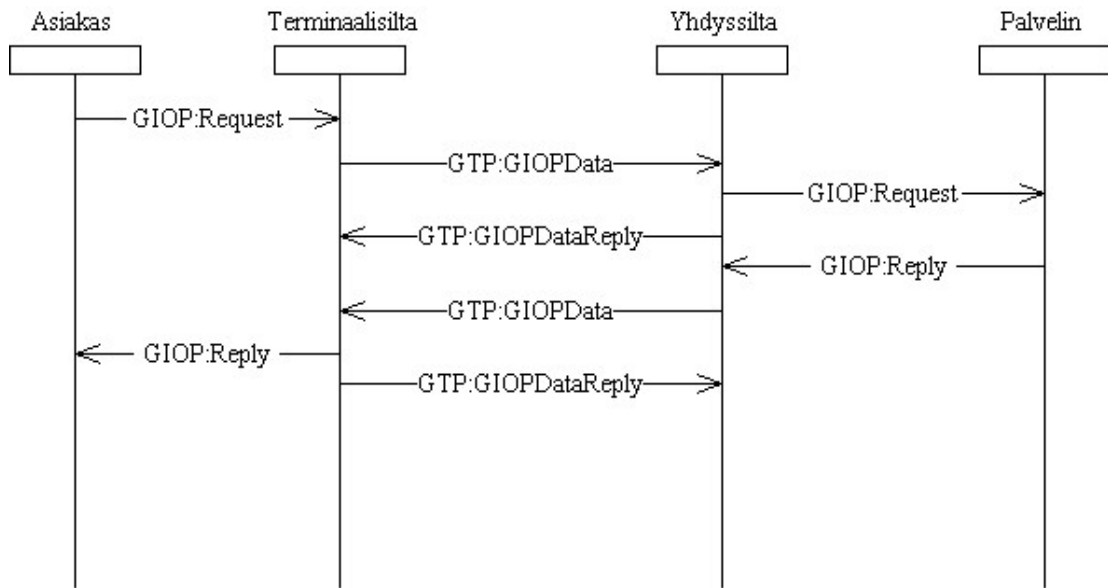 Asiakas
Terminaalisilta
Yhdyssilta
Palvelin
GIOP:Request
GTP:GIOPData
GIOP:Request
GTP:GIOPDataReply
GIOP:Reply
GTP:GIOPData
GIOP:Reply
GTP:GIOPDataReply